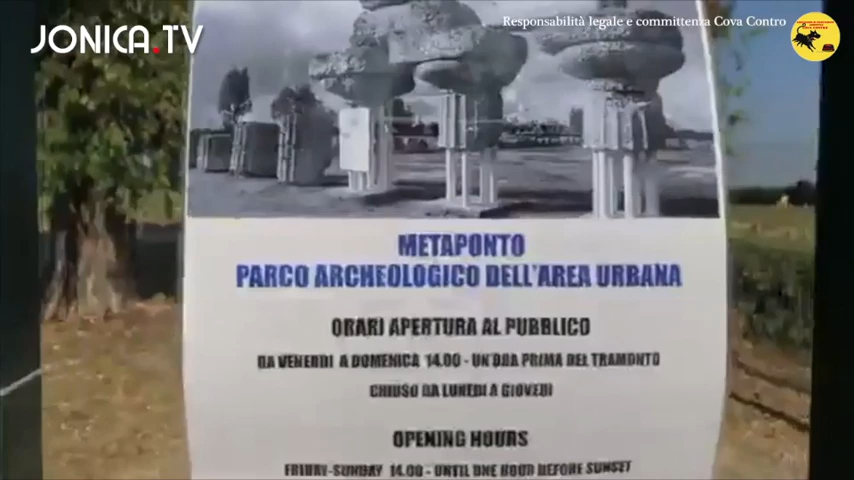 JONICA.TV
Responsabilità legale e committenza Cova Contro
METAPONTO
PARCO ARCHEOLOGICO DELL'AREA URBANA
ORARI APERTURA AL PUBBLICO
DA VENERDI A DOMENICA 14.00 - UN'ORA PRIMA DEL TRAMONTO
CHIUSO DA LUNEDI A GIOVEDI
OPENING HOURS
FRIDAY-SUNDAY 14.00 - UNTIL ONE HOUR BEFORE SUNSET